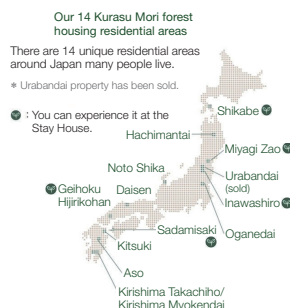 Our 14 Kurasu Mori forest
housing residential areas
There are 14 unique residential areas
around Japan many people live.
※ Urabandai property has been sold.
: You can experience it at the
Stay House.
Shikabe
Hachimantai
Miyagi Zao
Noto Shika
Urabandai
(sold)
Geihoku
Hijirikohan
Daisen
Inawashiro
Sadamisaki
Oganedai
Kitsuki
Aso
Kirishima Takachiho/
Kirishima Myokendai